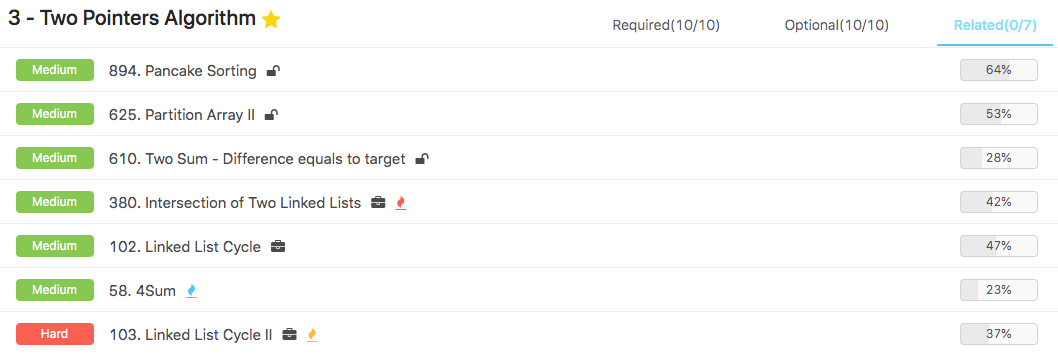 3 - Two Pointers Algorithm Required(10/10) Optional(10/10) Related(0/7)
Medium 894. Pancake Sorting 64%
Medium 625. Partition Array II 53%
Medium 610. Two Sum - Difference equals to target 28%
Medium 380. Intersection of Two Linked Lists 42%
Medium 102. Linked List Cycle 47%
Medium 58. 4Sum 23%
Hard 103. Linked List Cycle II 37%